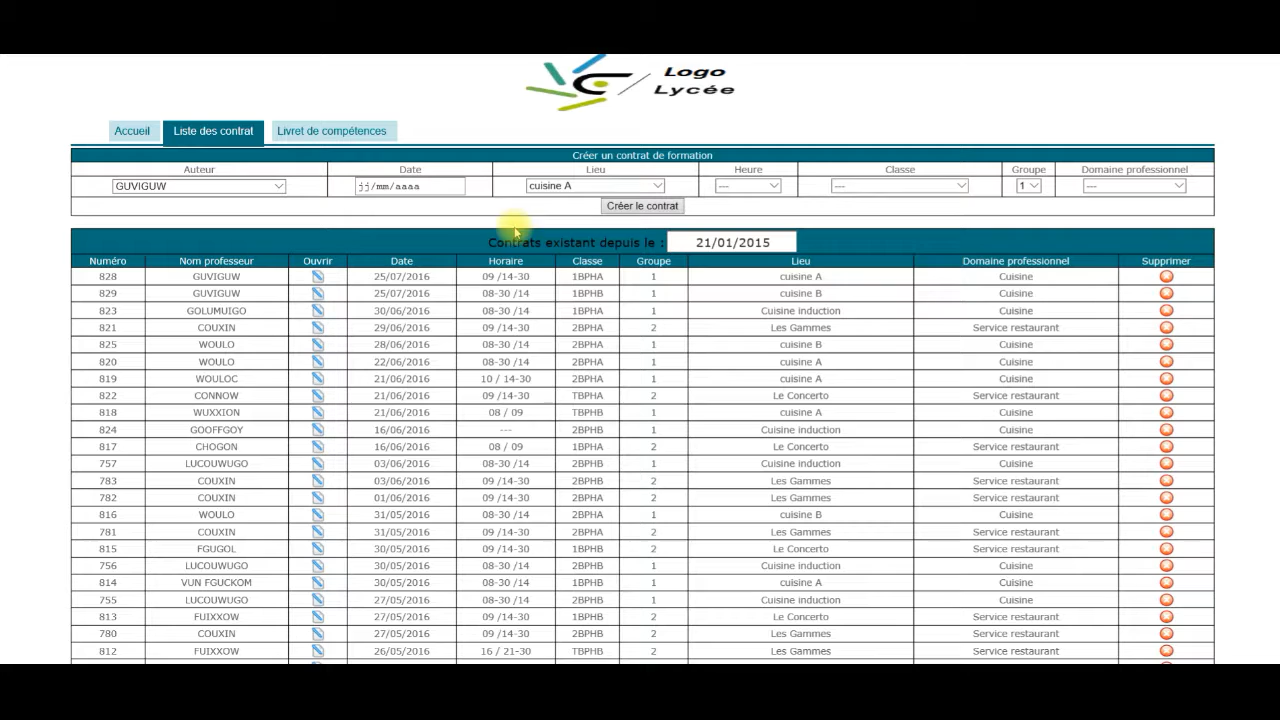 Logo
Lycée
Accueil Liste des contrat Livret de compétences
Créer un contrat de formation
Auteur Date Lieu Heure Classe Groupe Domaine professionnel
GUVIGUW jj/mm/aaaa cuisine A --- --- 1 ---
Créer le contrat
Contrats existant depuis le : 21/01/2015
Numéro Nom professeur Ouvrir Date Horaire Classe Groupe Lieu Domaine professionnel Supprimer
828 GUVIGUW 25/07/2016 09 /14-30 1BPHA 1 cuisine A Cuisine
829 GUVIGUW 25/07/2016 08-30 /14 1BPHB 1 cuisine B Cuisine
823 GOLUMUIGO 30/06/2016 08-30 /14 1BPHA 1 Cuisine induction Cuisine
821 COUXIN 29/06/2016 09 /14-30 2BPHA 2 Les Gammes Service restaurant
825 WOULO 28/06/2016 08-30 /14 2BPHB 1 cuisine B Cuisine
820 WOULO 22/06/2016 08-30 /14 2BPHA 1 cuisine A Cuisine
819 WOULOC 21/06/2016 10 / 14-30 2BPHA 1 cuisine A Cuisine
822 CONNOW 21/06/2016 09 /14-30 TBPHA 2 Le Concerto Service restaurant
818 WUXXION 21/06/2016 08 / 09 TBPHB 1 cuisine A Cuisine
824 GOOFFGOY 16/06/2016 --- 2BPHB 1 Cuisine induction Cuisine
817 CHOGON 16/06/2016 08 / 09 1BPHA 2 Le Concerto Service restaurant
757 LUCOUWUGO 03/06/2016 08-30 /14 2BPHB 1 Cuisine induction Cuisine
783 COUXIN 03/06/2016 09 /14-30 2BPHB 2 Les Gammes Service restaurant
782 COUXIN 01/06/2016 09 /14-30 2BPHA 2 Les Gammes Service restaurant
816 WOULO 31/05/2016 08-30 /14 2BPHB 1 cuisine B Cuisine
781 COUXIN 31/05/2016 09 /14-30 2BPHA 2 Les Gammes Service restaurant
815 FGUGOL 30/05/2016 09 /14-30 1BPHB 2 Le Concerto Service restaurant
756 LUCOUWUGO 30/05/2016 08-30 /14 2BPHB 1 Cuisine induction Cuisine
814 VUN FGUCKOM 30/05/2016 08-30 /14 1BPHB 1 cuisine A Cuisine
755 LUCOUWUGO 27/05/2016 08-30 /14 2BPHB 1 Cuisine induction Cuisine
813 FUIXXOW 27/05/2016 09 /14-30 1BPHB 2 Le Concerto Service restaurant
780 COUXIN 27/05/2016 09 /14-30 2BPHB 2 Les Gammes Service restaurant
812 FUIXXOW 26/05/2016 16 / 21-30 TBPHB 2 Les Gammes Service restaurant